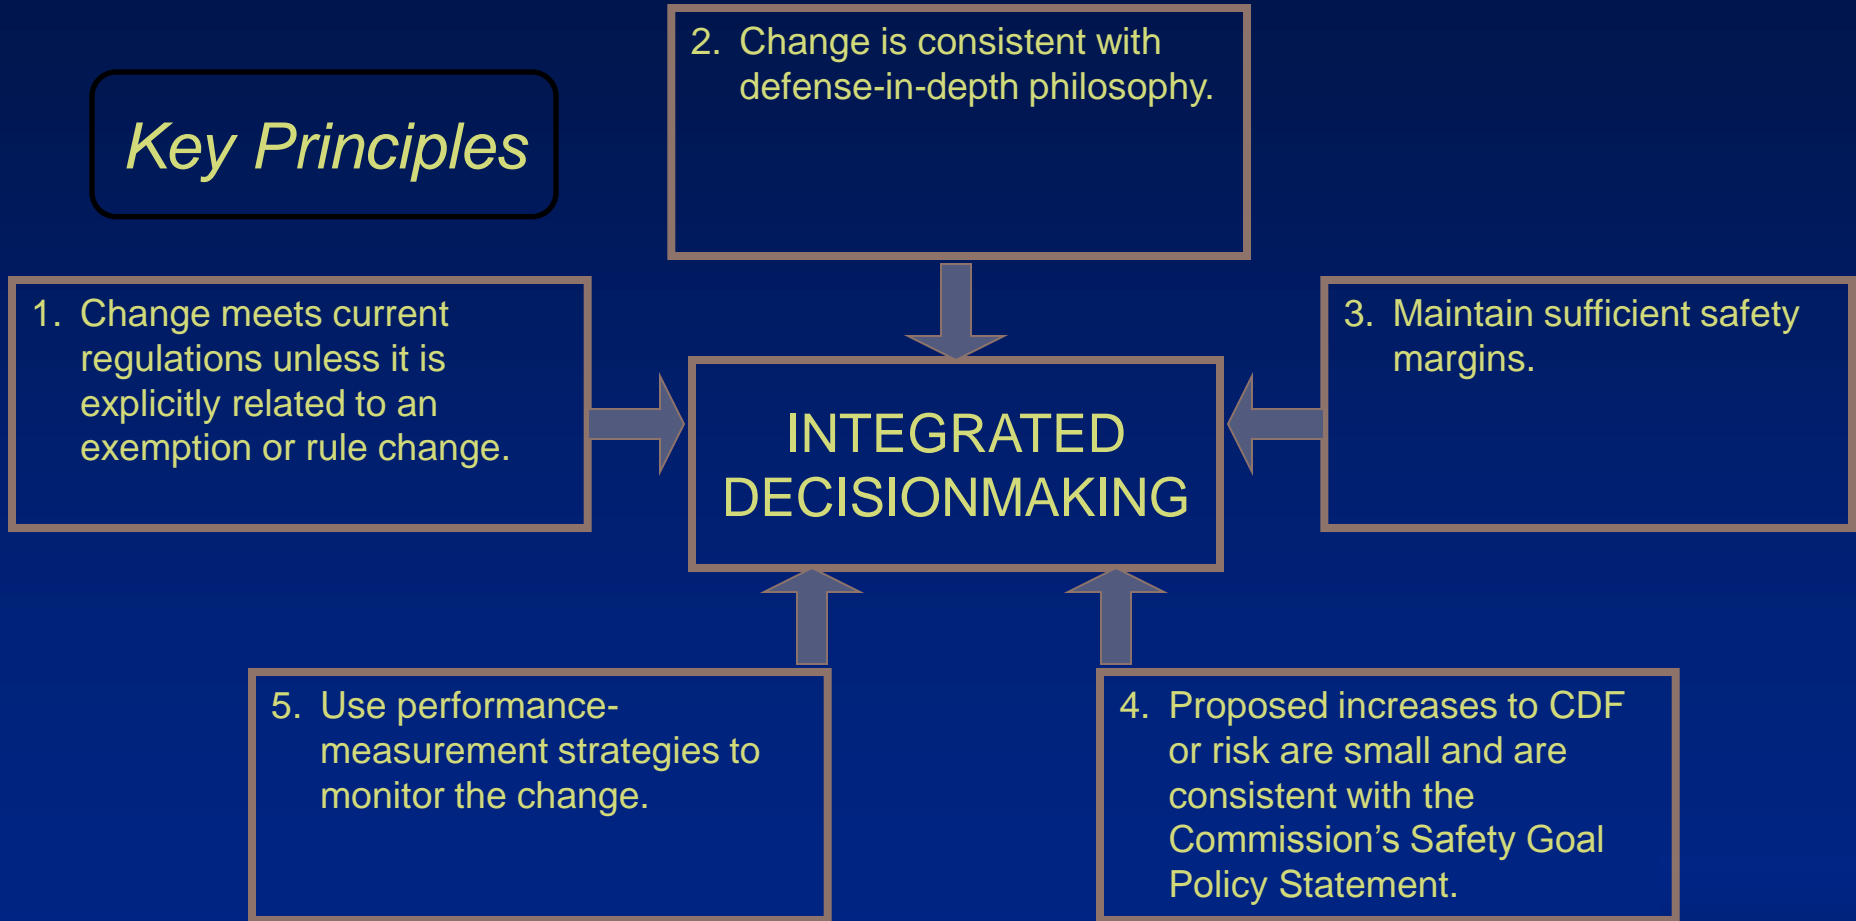 Key Principles
2. Change is consistent with
defense-in-depth philosophy.
1. Change meets current
regulations unless it is
explicitly related to an
exemption or rule change.
3. Maintain sufficient safety
margins.
INTEGRATED
DECISIONMAKING
5. Use performance-
measurement strategies to
monitor the change.
4. Proposed increases to CDF
or risk are small and are
consistent with the
Commission’s Safety Goal
Policy Statement.